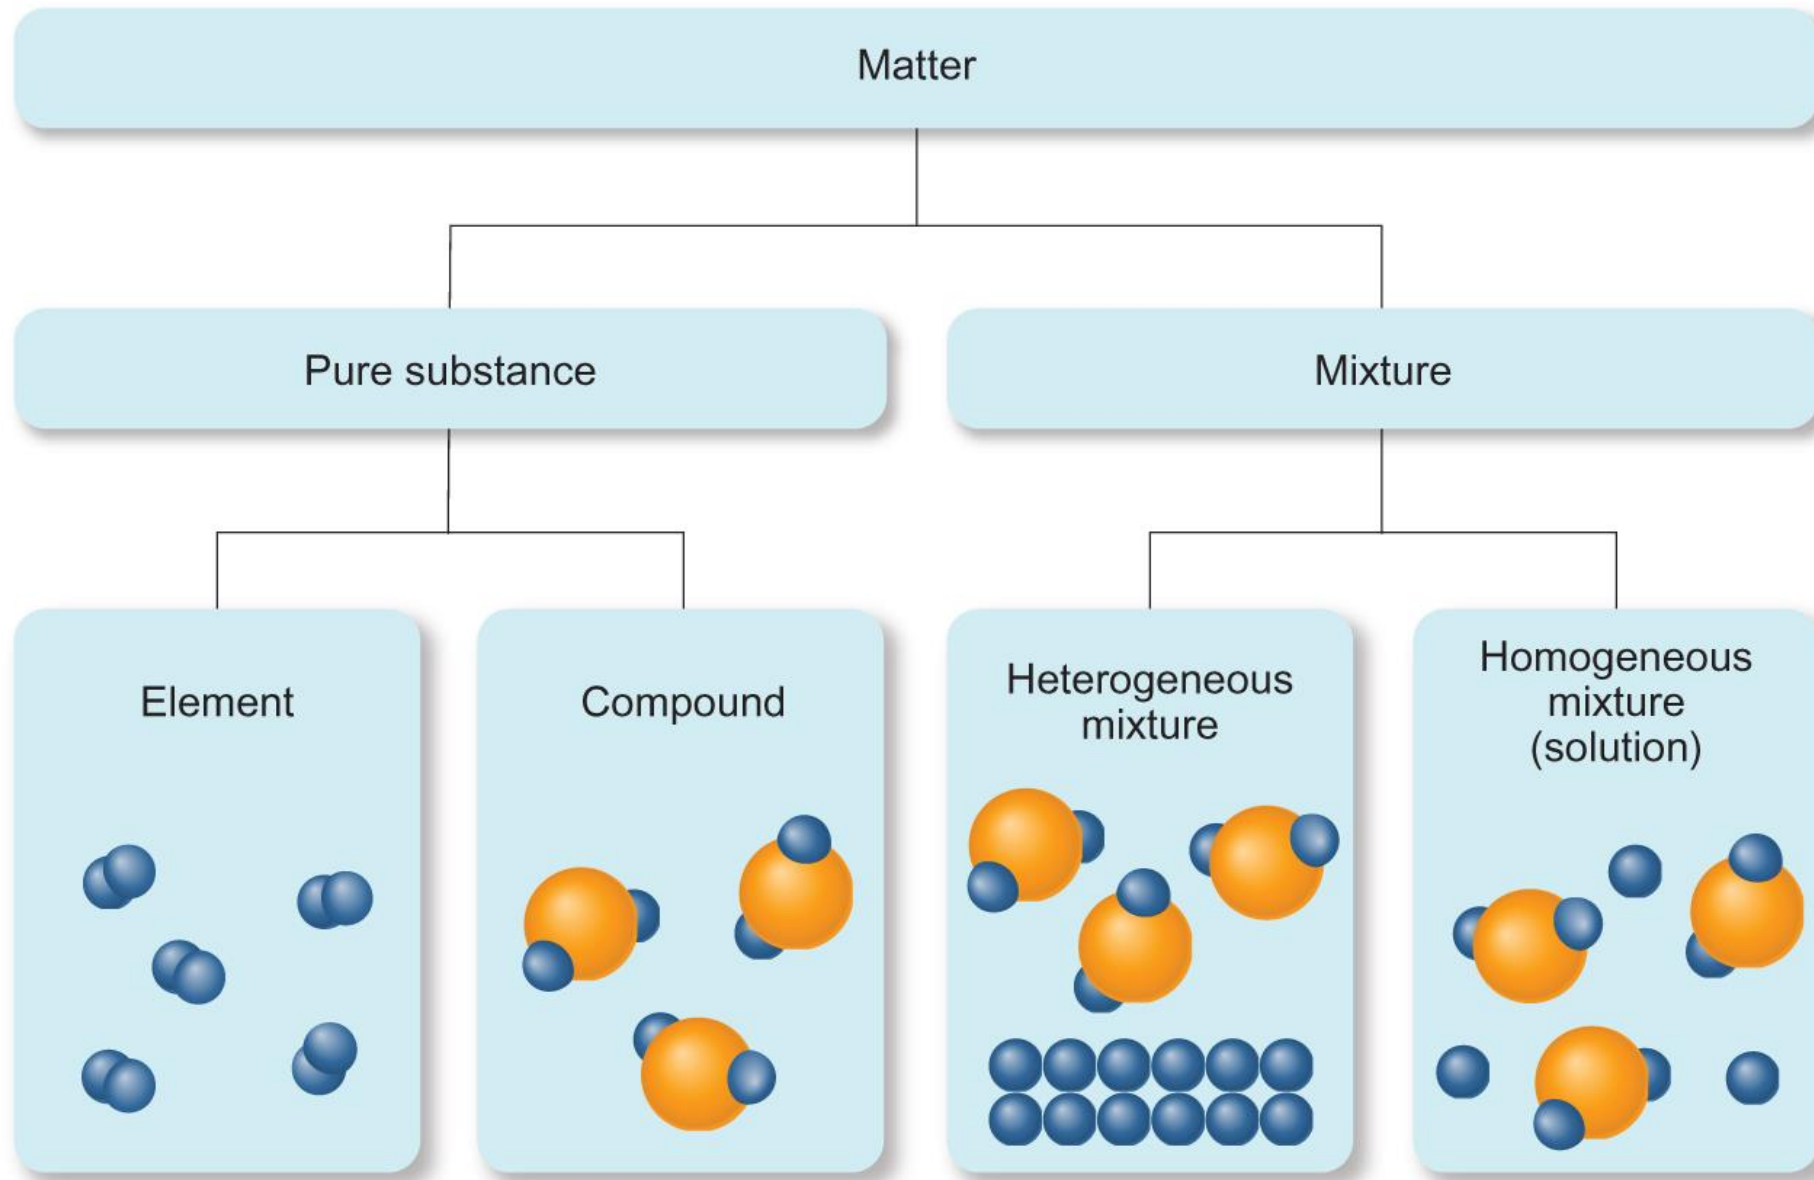 Matter
Pure substance
Mixture
Element
Compound
Heterogeneous
mixture
Homogeneous
mixture
(solution)